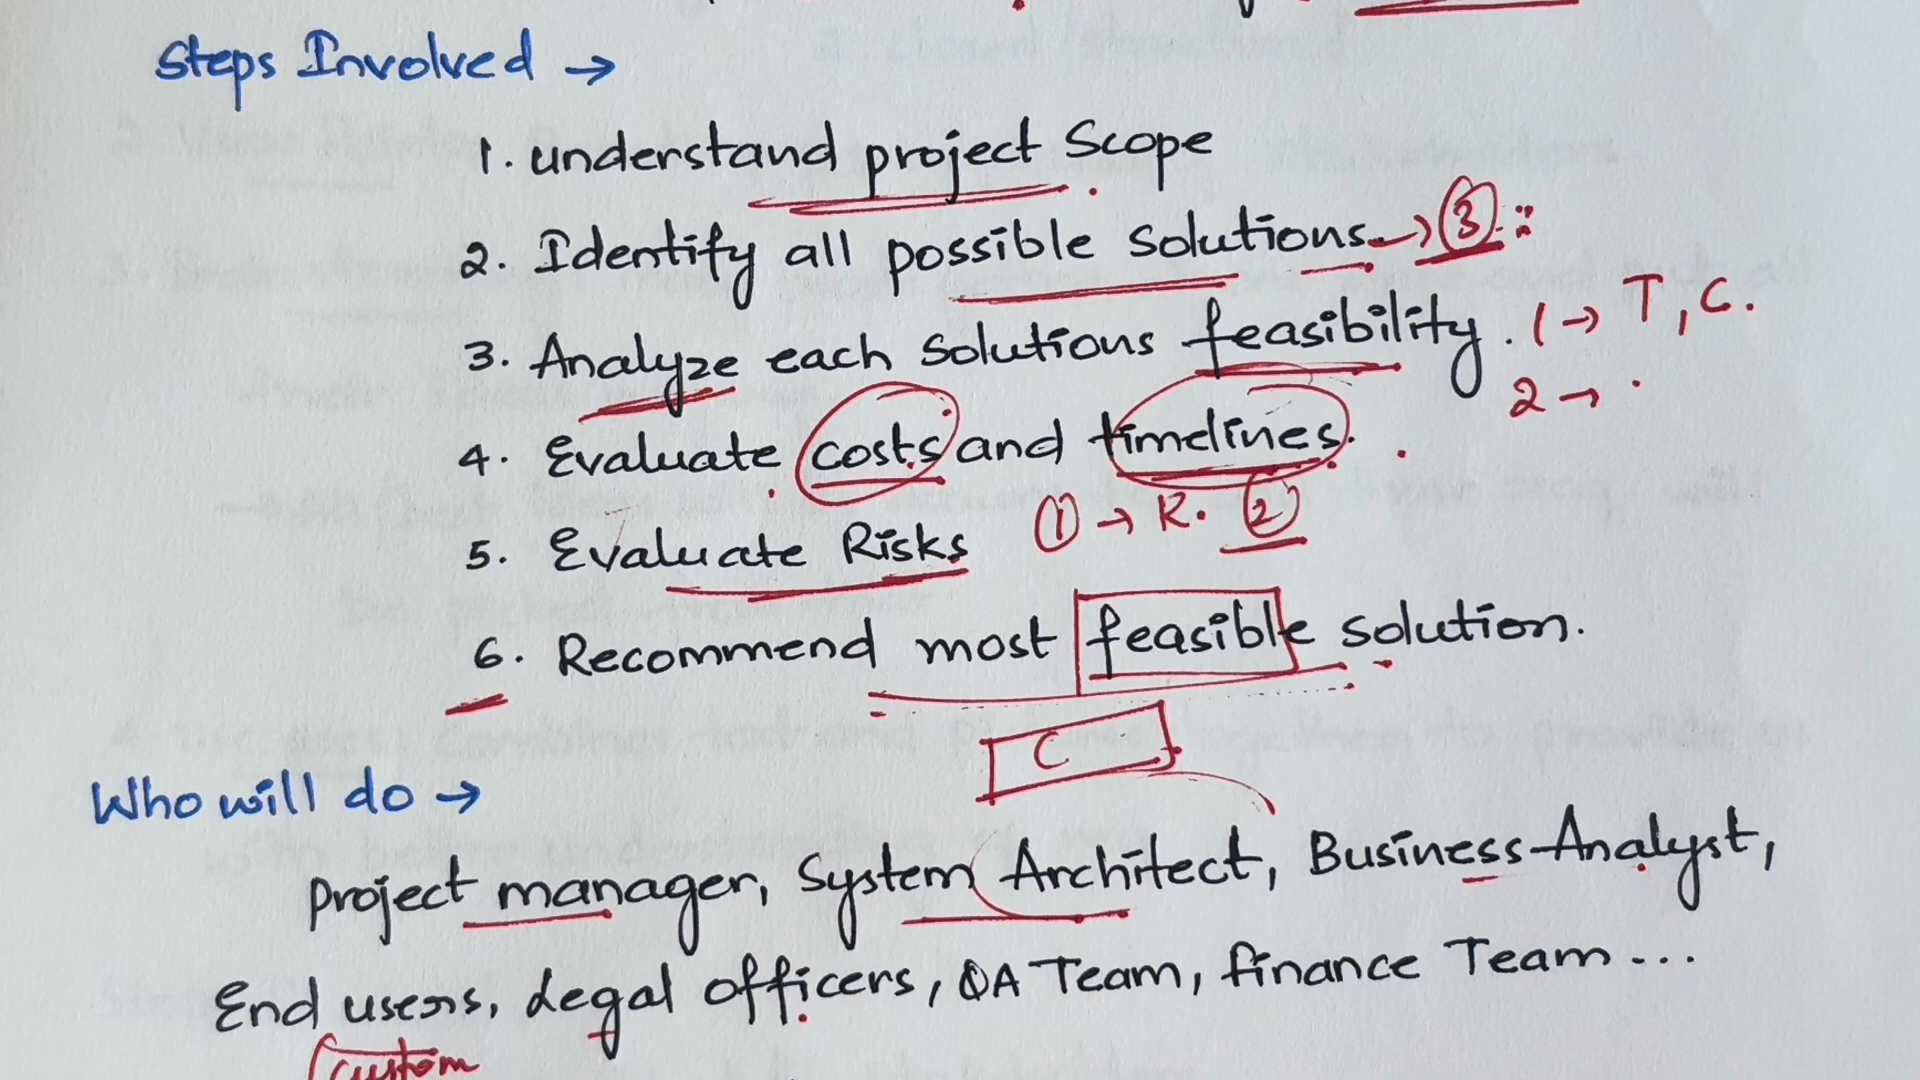 Steps Involved →
1. understand project Scope
2. Identify all possible solutions → 3
3. Analyze each solutions feasibility. 1 → T, C.
2 →
4. Evaluate costs and timelines.
5. Evaluate Risks 1 → R. 2
6. Recommend most feasible solution.
C
Who will do →
project manager, System Architect, Business Analyst,
End users, Legal officers, QA Team, finance Team ...
custom